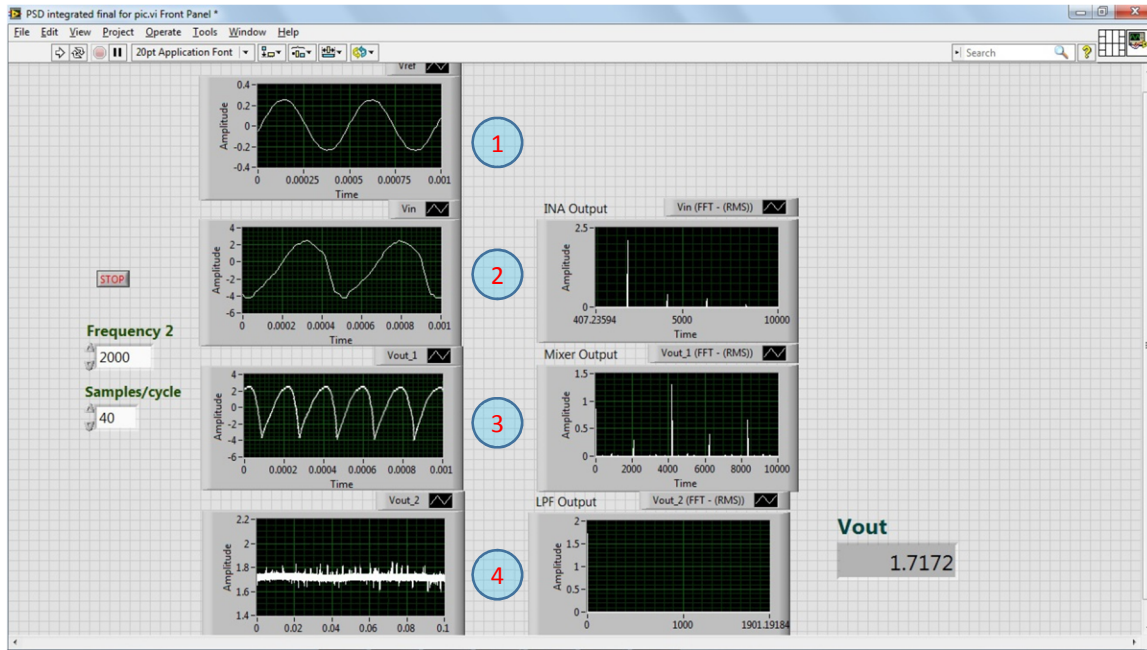 PSD integrated final for pic.vi Front Panel *
File Edit View Project Operate Tools Window Help
20pt Application Font
Search
Vref
Amplitude
0.4
0.2
0
-0.2
-0.4
0 0.00025 0.0005 0.00075 0.001
Time
1
Vin
Amplitude
4
2
0
-2
-4
-6
0 0.0002 0.0004 0.0006 0.0008 0.001
Time
2
INA Output
Vin (FFT - (RMS))
Amplitude
2.5
0
407.23594 5000 10000
Time
STOP
Frequency 2
2000
Samples/cycle
40
Vout_1
Amplitude
4
2
0
-2
-4
-6
0 0.0002 0.0004 0.0006 0.0008 0.001
Time
3
Mixer Output
Vout_1 (FFT - (RMS))
Amplitude
1.5
1
0.5
0
0 2000 4000 6000 8000 10000
Time
Vout_2
Amplitude
2.2
2
1.8
1.6
1.4
0 0.02 0.04 0.06 0.08 0.1
4
LPF Output
Vout_2 (FFT - (RMS))
Amplitude
2
1.5
1
0.5
0
0 1000 1901.19184
Time
Vout
1.7172